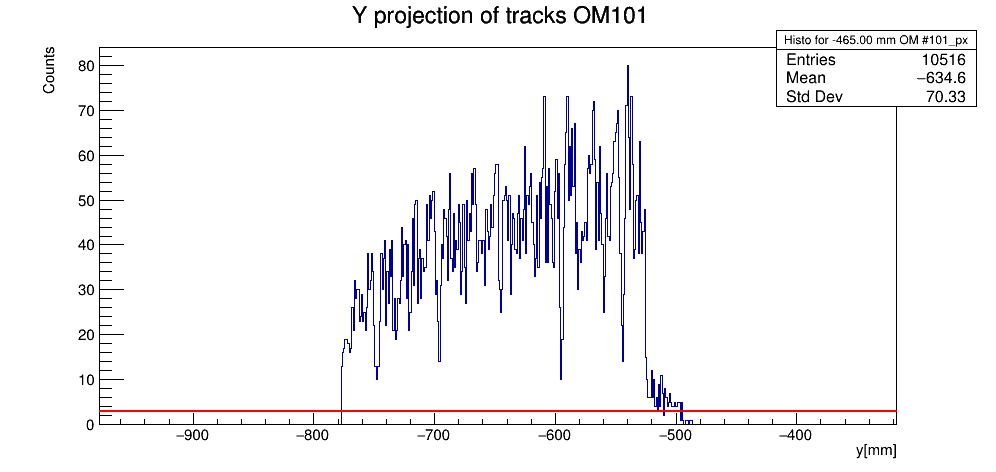 Y projection of tracks OM101
Histo for -465.00 mm OM #101_px
Entries 10516
Mean −634.6
Std Dev 70.33
Counts
80
70
60
50
40
30
20
10
0
−900 −800 −700 −600 −500 −400
y[mm]